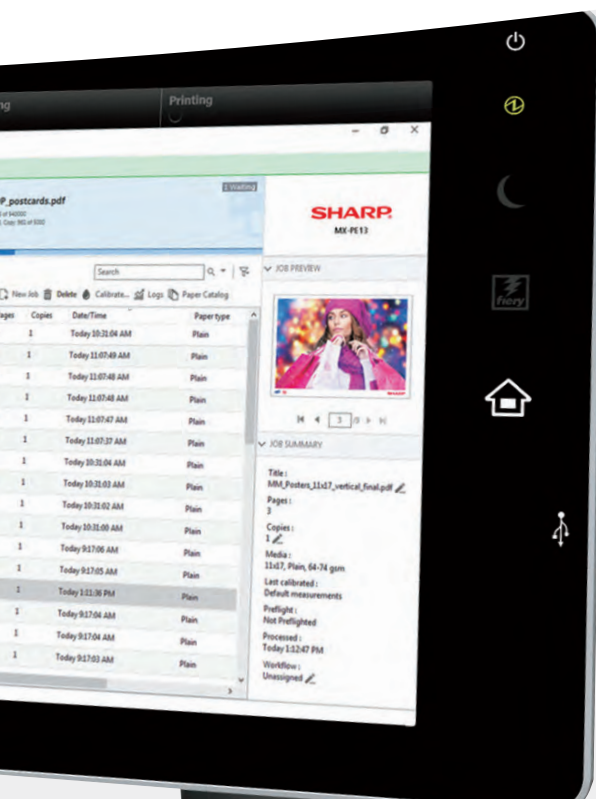 ng
Printing
P_postcards.pdf
1 Waiting
SHARP
MX-PE13
Search
JOB PREVIEW
New Job Delete Calibrate... Logs Paper Catalog
ages Copies Date/Time Paper type
1 Today 10:31:04 AM Plain
1 Today 11:07:49 AM Plain
1 Today 11:07:48 AM Plain
1 Today 11:07:48 AM Plain
1 Today 11:07:47 AM Plain
1 Today 11:07:37 AM Plain
1 Today 10:31:04 AM Plain
1 Today 10:31:03 AM Plain
1 Today 10:31:02 AM Plain
1 Today 10:31:00 AM Plain
1 Today 9:17:06 AM Plain
1 Today 9:17:05 AM Plain
1 Today 1:11:36 PM Plain
1 Today 9:17:04 AM Plain
1 Today 9:17:04 AM Plain
1 Today 9:17:03 AM Plain
SHARP
3
JOB SUMMARY
Title :
MM_Posters_11x17_vertical_final.pdf
Pages :
3
Copies :
1
Media :
11x17, Plain, 64-74 gsm
Last calibrated :
Default measurements
Preflight :
Not Preflighted
Processed :
Today 1:12:47 PM
Workflow :
Unassigned
fiery